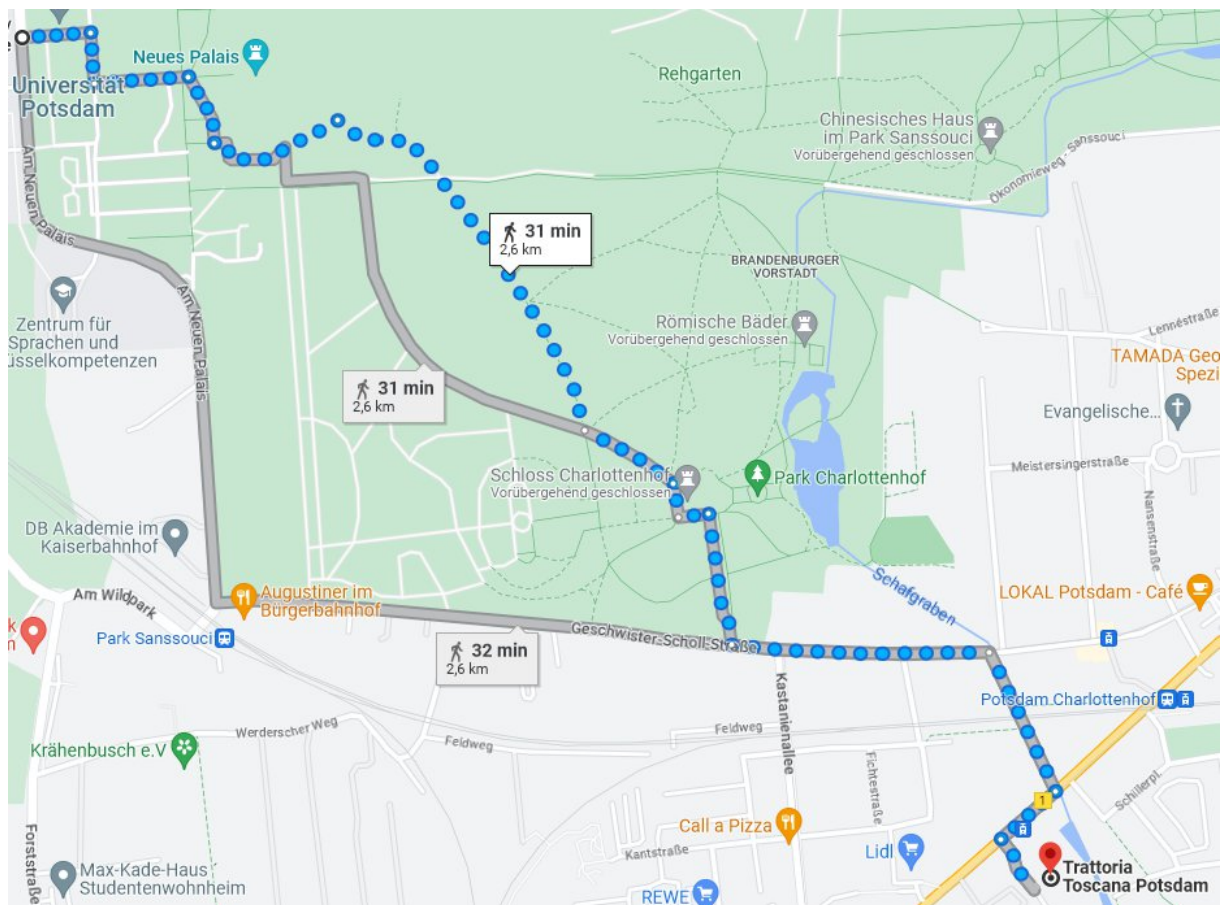 Universität
Potsdam
Neues Palais
Rehgarten
Chinesisches Haus
im Park Sanssouci
Vorübergehend geschlossen
Ökonomieweg - Sanssouci
Am Neuen Palais
31 min
2,6 km
BRANDENBURGER
VORSTADT
Zentrum für
Sprachen und
üsselkompetenzen
Am Neuen Palais
Römische Bäder
Vorübergehend geschlossen
Lennéstraße
TAMADA Geo
Spezi
31 min
2,6 km
Evangelische...
Meistersingerstraße
Schloss Charlottenhof
Vorübergehend geschlossen
Park Charlottenhof
Nansenstraße
DB Akademie im
Kaiserbahnhof
Schafgraben
Am Wildpark
Augustiner im
Bürgerbahnhof
LOKAL Potsdam - Café
Park Sanssouci
Geschwister-Scholl-Straße
32 min
2,6 km
Kastanienallee
Potsdam Charlottenhof
Werderscher Weg
Feldweg
Feldweg
Krähenbusch e.V
Fichtestraße
Schillerpl.
1
Call a Pizza
Kantstraße
Lidl
Forststraße
Max-Kade-Haus
Studentenwohnheim
REWE
Trattoria
Toscana Potsdam